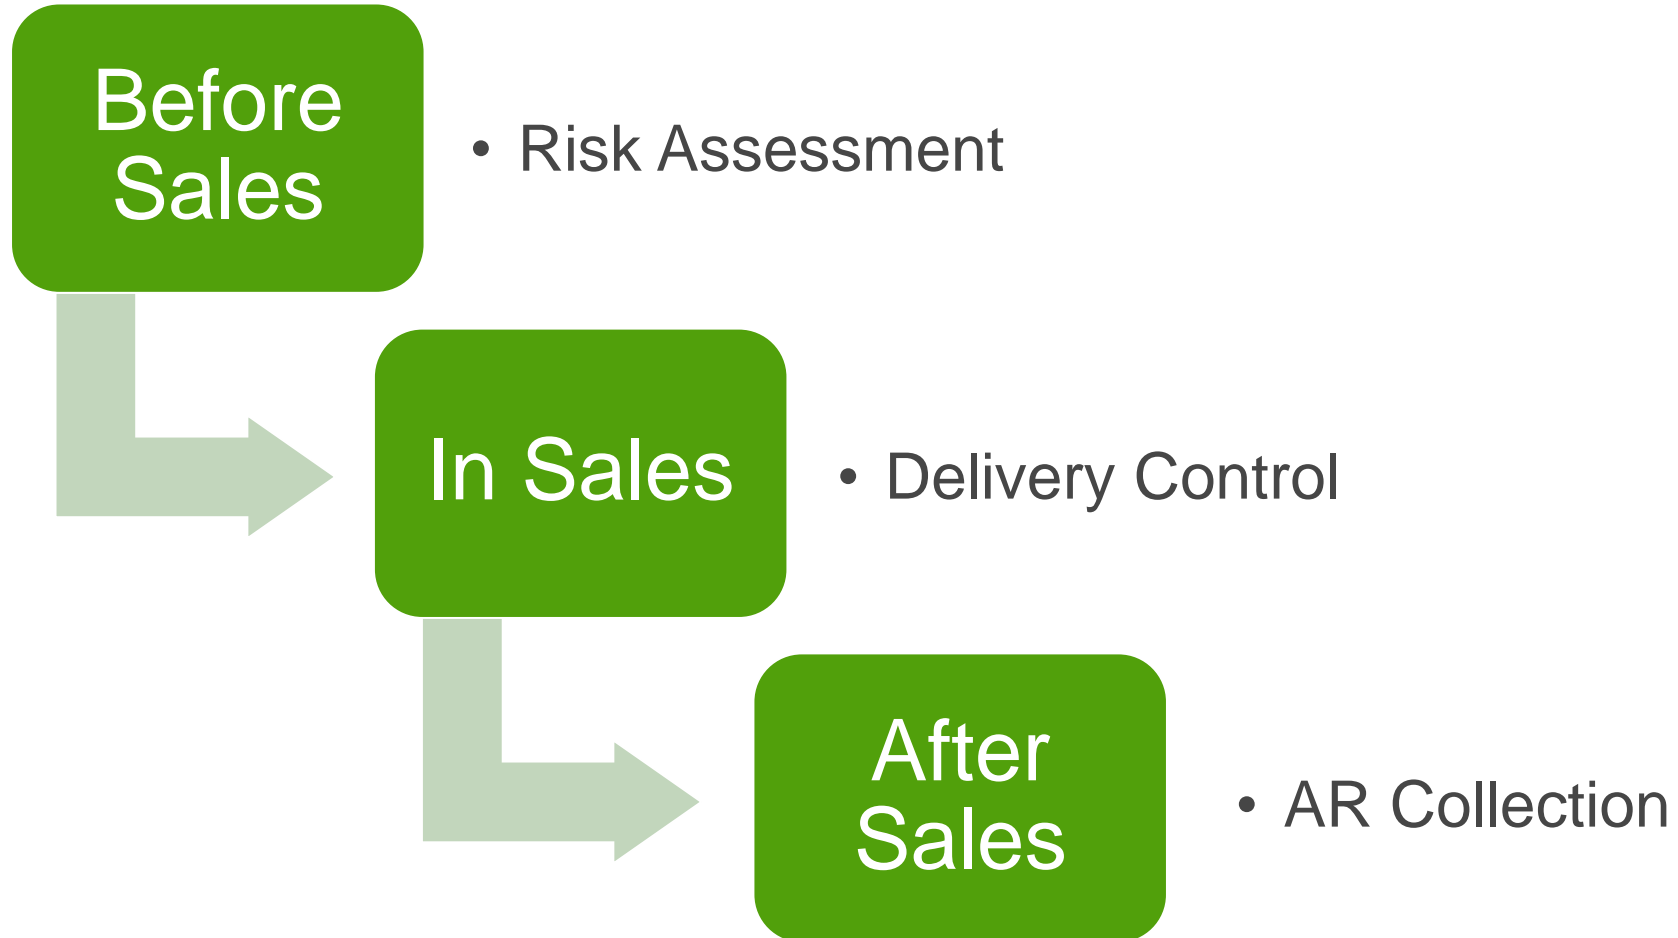 Before
Sales
• Risk Assessment
In Sales
• Delivery Control
After
Sales
• AR Collection